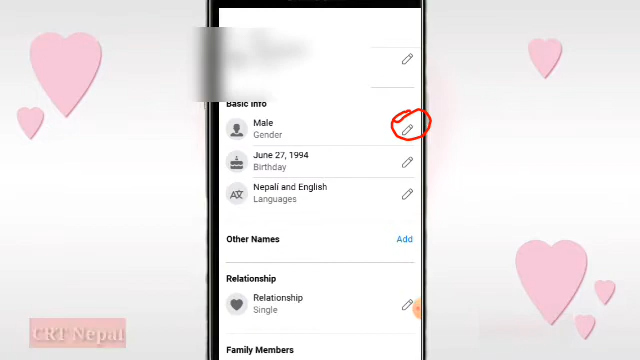 Basic Info
Male
Gender
June 27, 1994
Birthday
Nepali and English
Languages
Other Names
Add
Relationship
Relationship
Single
Family Members
CRT Nepal